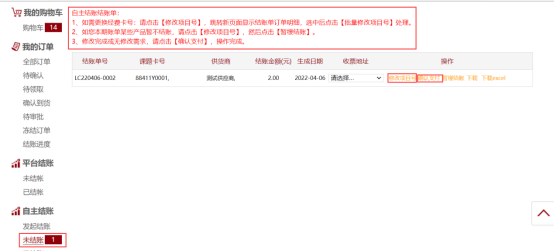 我的购物车
购物车 14
我的订单
全部订单
待确认
待领取
确认到货
待审批
冻结订单
结账进度
平台结账
未结账
已结账
自主结账
发起结账
未结账 1
自主结账结账单:
1、如需更换经费卡号:请点击【修改项目号】,跳转新页面显示结账单订单明细,选中后点击【批量修改项目号】处理。
2、如您本期账单某些产品暂不结账,请点击【修改项目号】,然后点击【暂缓结账】。
3、修改完成或无修改需求,请点击【确认支付】,操作完成。
结账单号 课题卡号 供货商 结账金额(元) 生成日期 收票地址 操作
LC220406-0002 88411Y0001, 测试供应商, 2.00 2022-04-06 请选择... 修改项目号 确认支付 暂缓结账 下载 下载excel